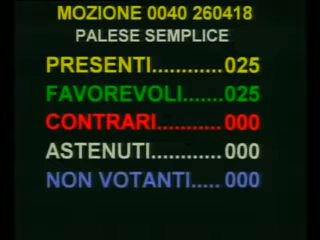 MOZIONE 0040 260418
PALESE SEMPLICE
PRESENTI............025
FAVOREVOLI.......025
CONTRARI...........000
ASTENUTI............000
NON VOTANTI.....000